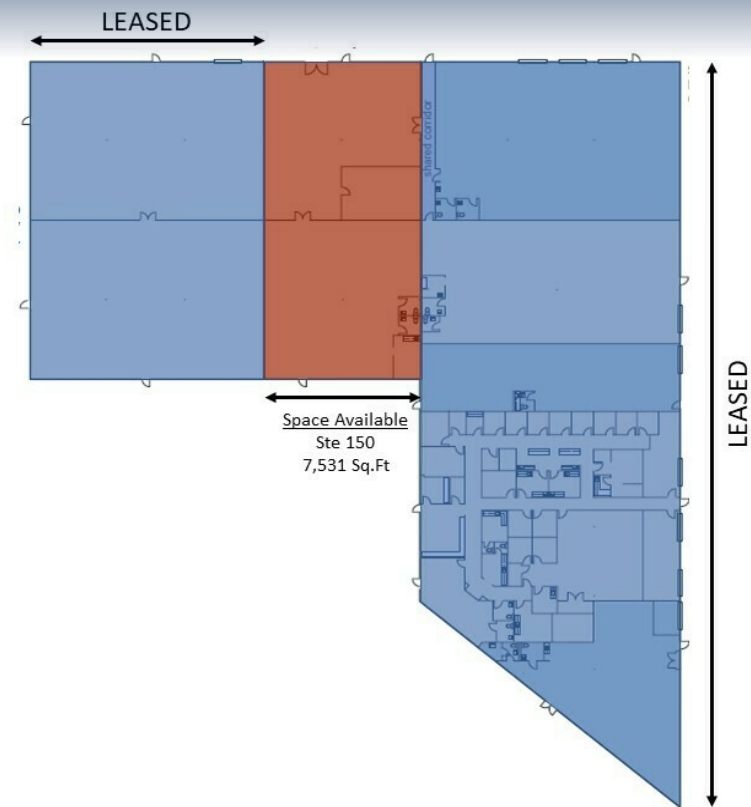 LEASED
shared corridor
LEASED
Space Available
Ste 150
7,531 Sq.Ft